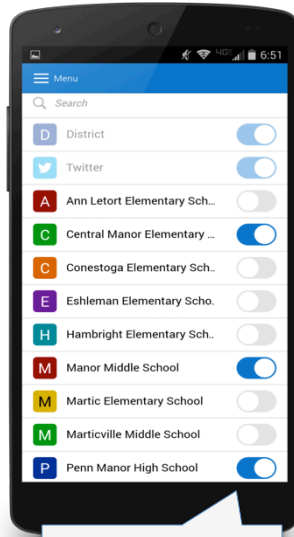 4G 6:51
Menu
Search
D District
Twitter
A Ann Letort Elementary Sch...
C Central Manor Elementary ...
C Conestoga Elementary Sch..
E Eshleman Elementary Scho.
H Hambright Elementary Sch..
M Manor Middle School
M Martic Elementary School
M Marticville Middle School
P Penn Manor High School